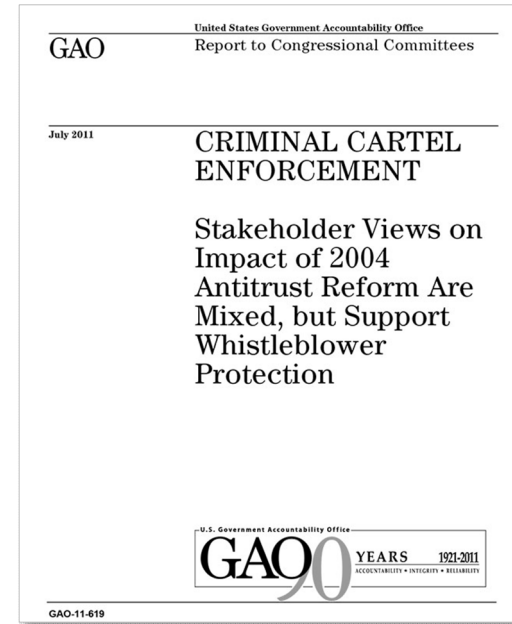 United States Government Accountability Office
GAO
Report to Congressional Committees
July 2011
CRIMINAL CARTEL
ENFORCEMENT
Stakeholder Views on
Impact of 2004
Antitrust Reform Are
Mixed, but Support
Whistleblower
Protection
U.S. Government Accountability Office
GAO90
YEARS 1921-2011
ACCOUNTABILITY * INTEGRITY * RELIABILITY
GAO-11-619